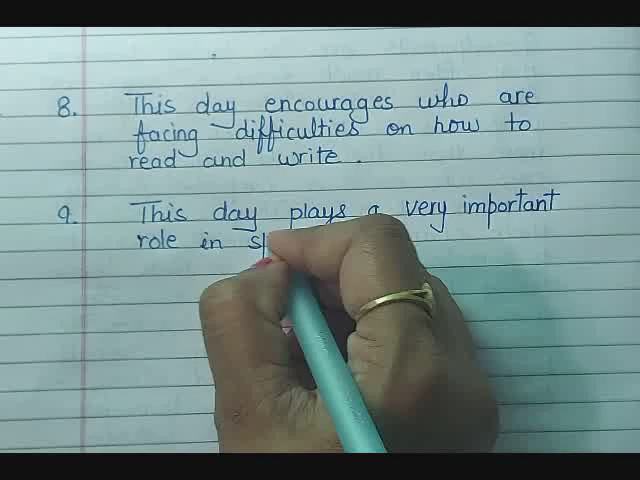 8. This day encourages who are
facing difficulties on how to
read and write.
9. This day plays a very important
role in